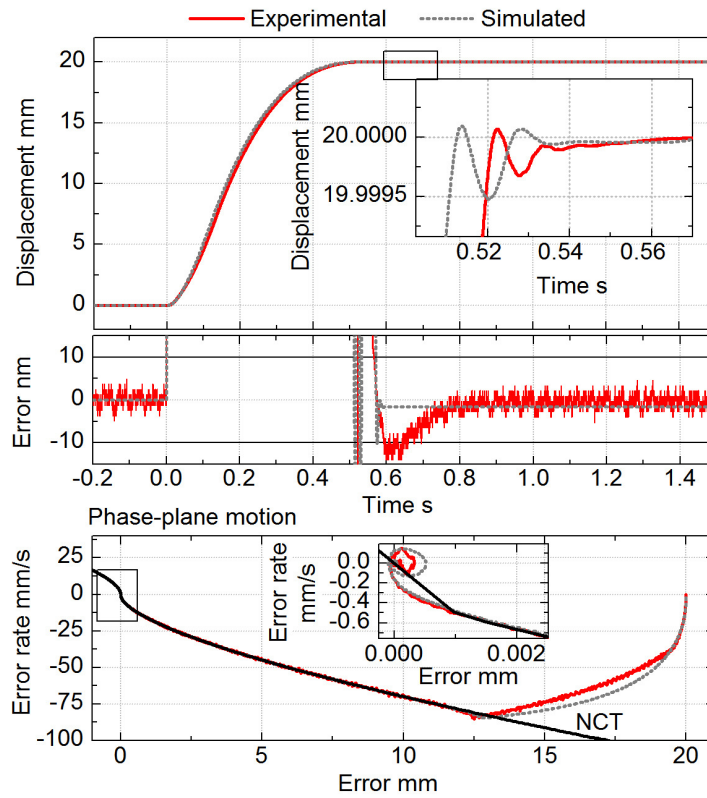 Experimental Simulated
20
15
10
5
0
Displacement mm
20.0000
19.9995
Displacement mm
0.52 0.54 0.56
Time s
10
0
-10
Error nm
-0.2 0.0 0.2 0.4 0.6 0.8 1.0 1.2 1.4
Time s
Phase-plane motion
25
0
-25
-50
-75
-100
Error rate mm/s
0.0
-0.2
-0.4
-0.6
Error rate
mm/s
0.000 0.002
Error mm
NCT
0 5 10 15 20
Error mm